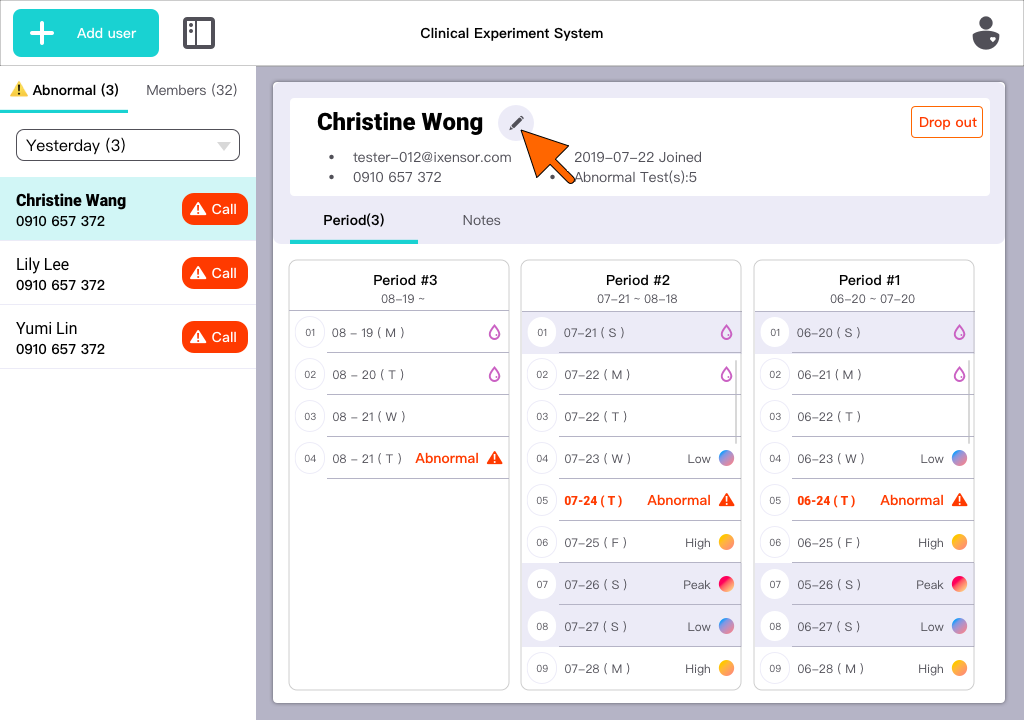 Add user
Clinical Experiment System
Abnormal (3) Members (32)
Yesterday (3)
Christine Wang
0910 657 372
Call
Lily Lee
0910 657 372
Call
Yumi Lin
0910 657 372
Call
Christine Wong
Drop out
• tester-012@ixensor.com
• 0910 657 372
2019-07-22 Joined
• Abnormal Test(s):5
Period(3) Notes
Period #3
08-19 ~
01 08 - 19 ( M )
02 08 - 20 ( T )
03 08 - 21 ( W )
04 08 - 21 ( T ) Abnormal
Period #2
07-21 ~ 08-18
01 07-21 ( S )
02 07-22 ( M )
03 07-22 ( T )
04 07-23 ( W ) Low
05 07-24 ( T ) Abnormal
06 07-25 ( F ) High
07 07-26 ( S ) Peak
08 07-27 ( S ) Low
09 07-28 ( M ) High
Period #1
06-20 ~ 07-20
01 06-20 ( S )
02 06-21 ( M )
03 06-22 ( T )
04 06-23 ( W ) Low
05 06-24 ( T ) Abnormal
06 06-25 ( F ) High
07 05-26 ( S ) Peak
08 06-27 ( S ) Low
09 06-28 ( M ) High